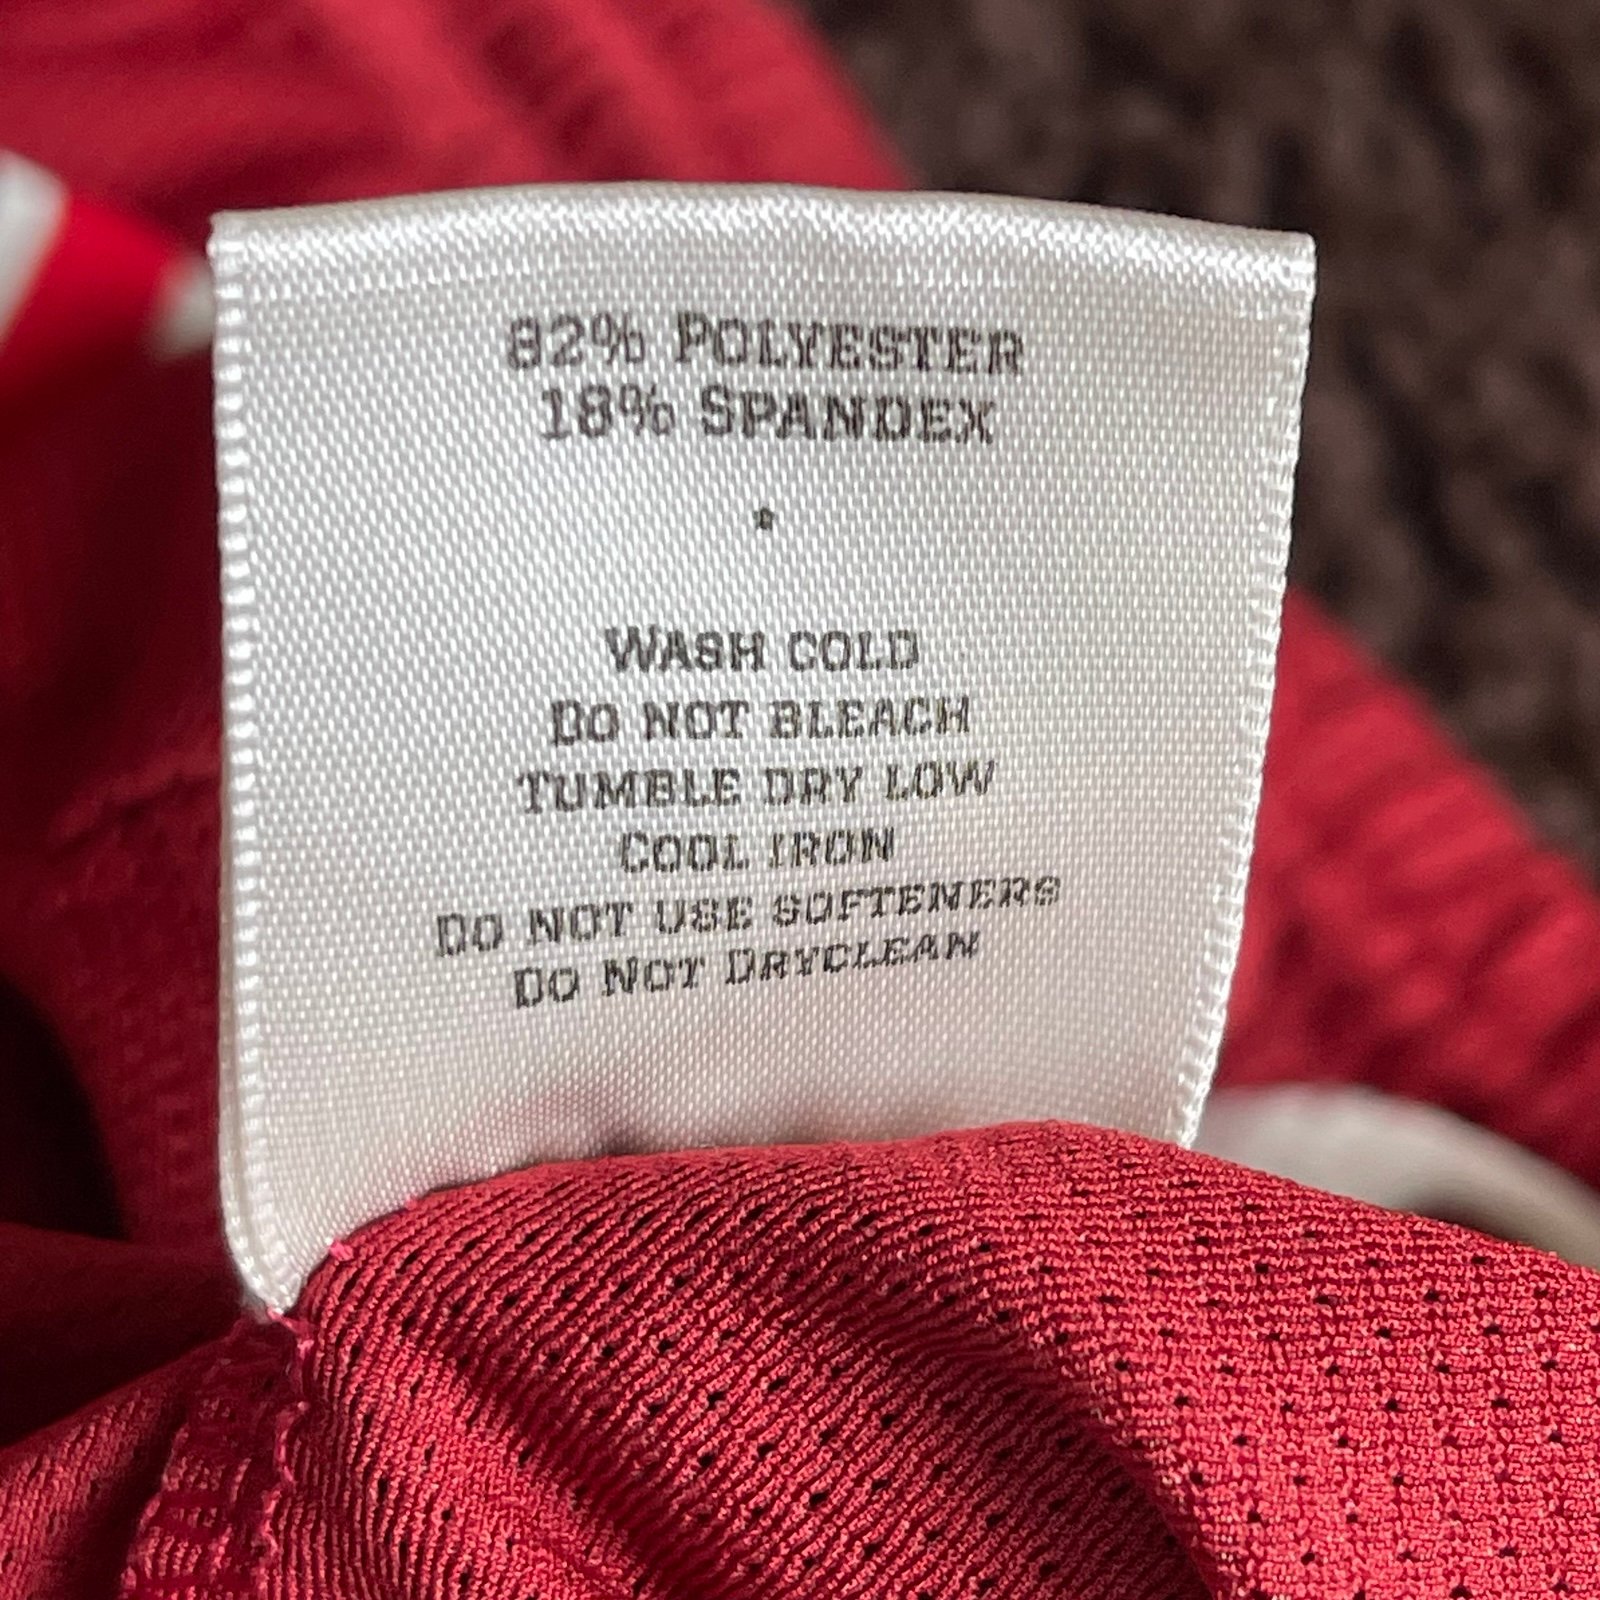 82% POLYESTER
18% SPANDEX
*
WASH COLD
DO NOT BLEACH
TUMBLE DRY LOW
COOL IRON
DO NOT USE SOFTENERS
DO NOT DRYCLEAN